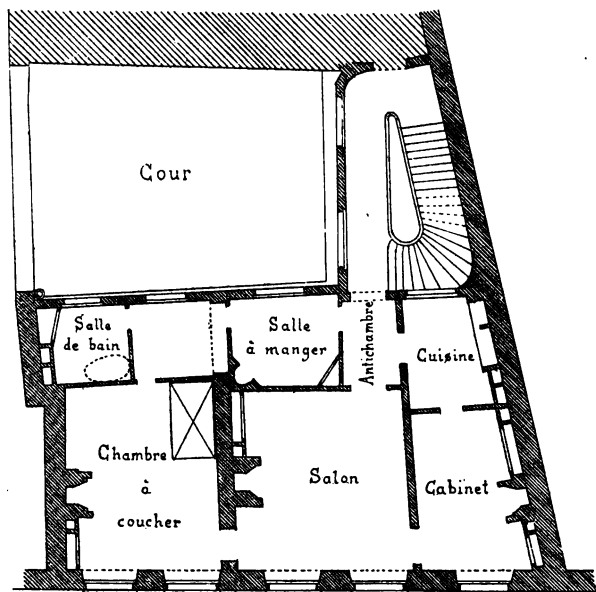 Cour
Salle
de bain
Salle
à manger
Antichambre
Cuisine
Chambre
à
coucher
Salon
Cabinet